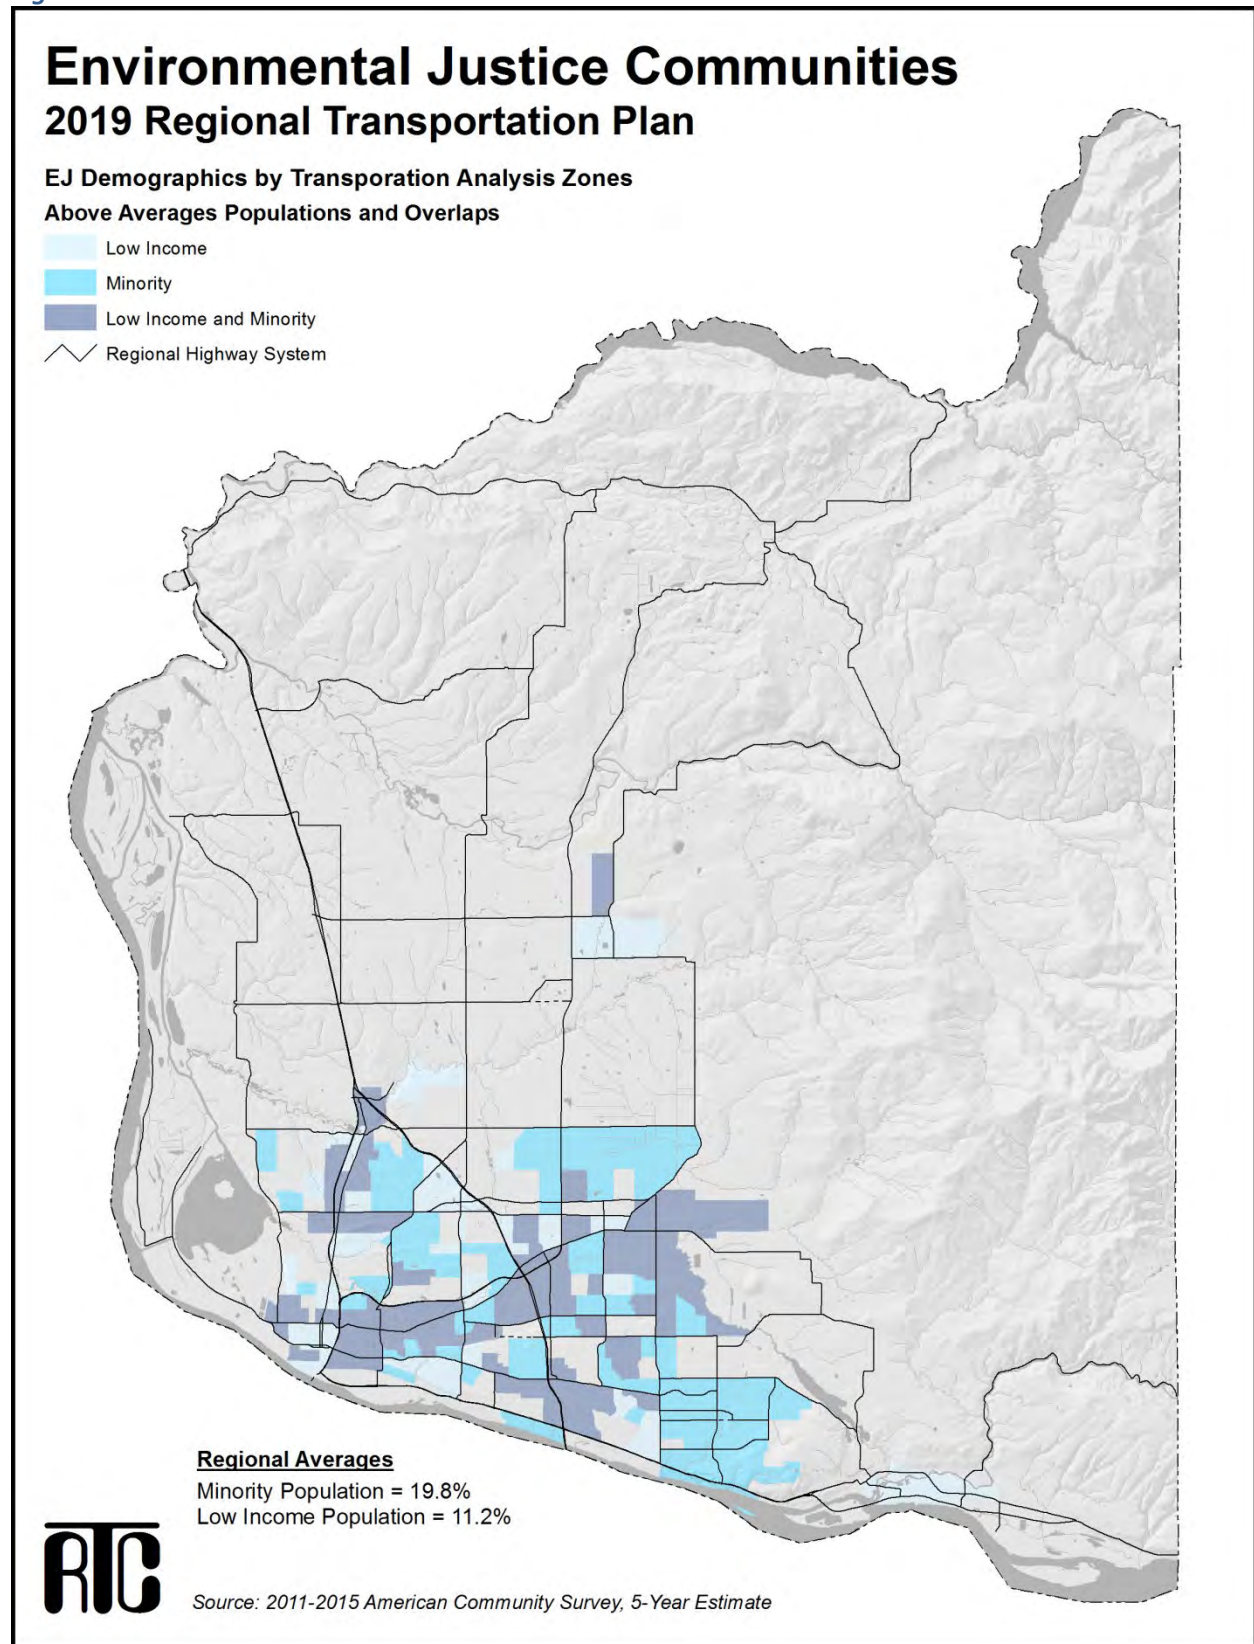 Environmental Justice Communities
2019 Regional Transportation Plan
EJ Demographics by Transporation Analysis Zones
Above Averages Populations and Overlaps
Low Income
Minority
Low Income and Minority
Regional Highway System
Regional Averages
Minority Population = 19.8%
Low Income Population = 11.2%
RTC
Source: 2011-2015 American Community Survey, 5-Year Estimate